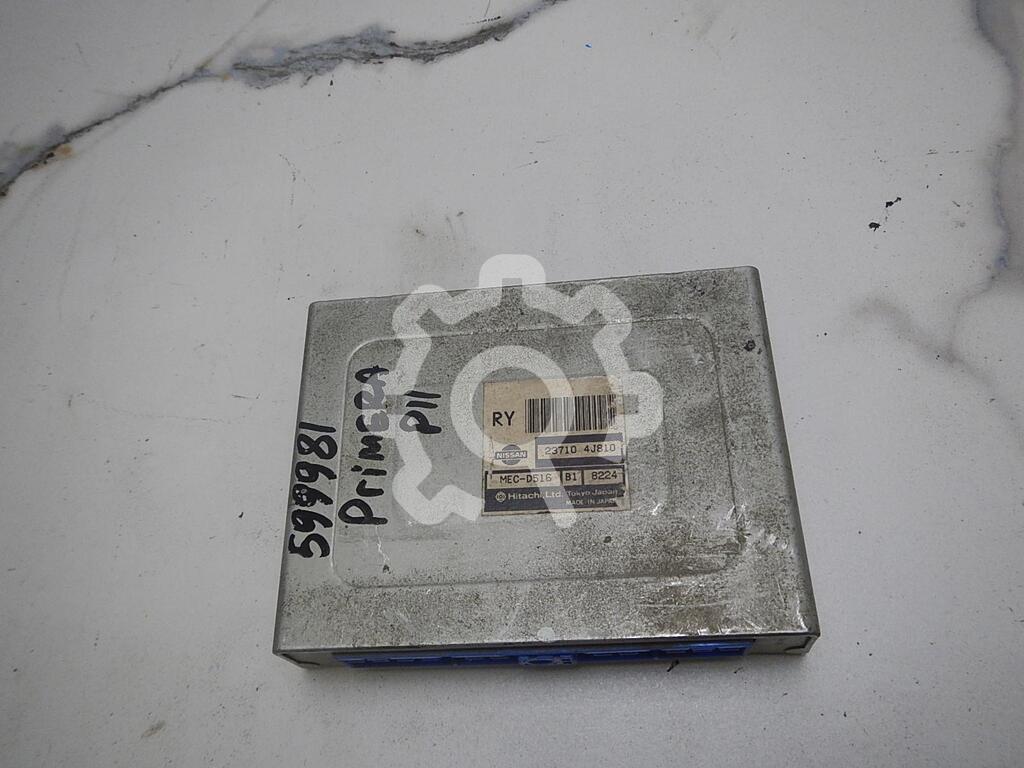 599981
PriMERA
P11
RY
NISSAN
23710 4J810
MEC-D516 B1 8224
Hitachi, Ltd. Tokyo Japan
MADE IN JAPAN